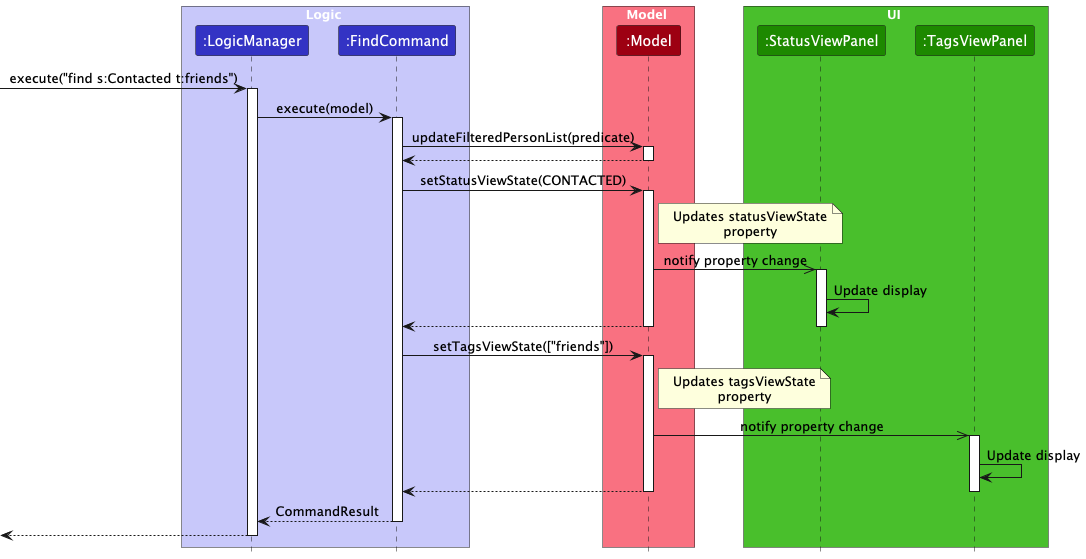 Logic
Model
UI
:LogicManager
:FindCommand
:Model
:StatusViewPanel
:TagsViewPanel
execute("find s:Contacted t:friends")
execute(model)
updateFilteredPersonList(predicate)
setStatusViewState(CONTACTED)
Updates statusViewState
property
notify property change
Update display
setTagsViewState(["friends"])
Updates tagsViewState
property
notify property change
Update display
CommandResult